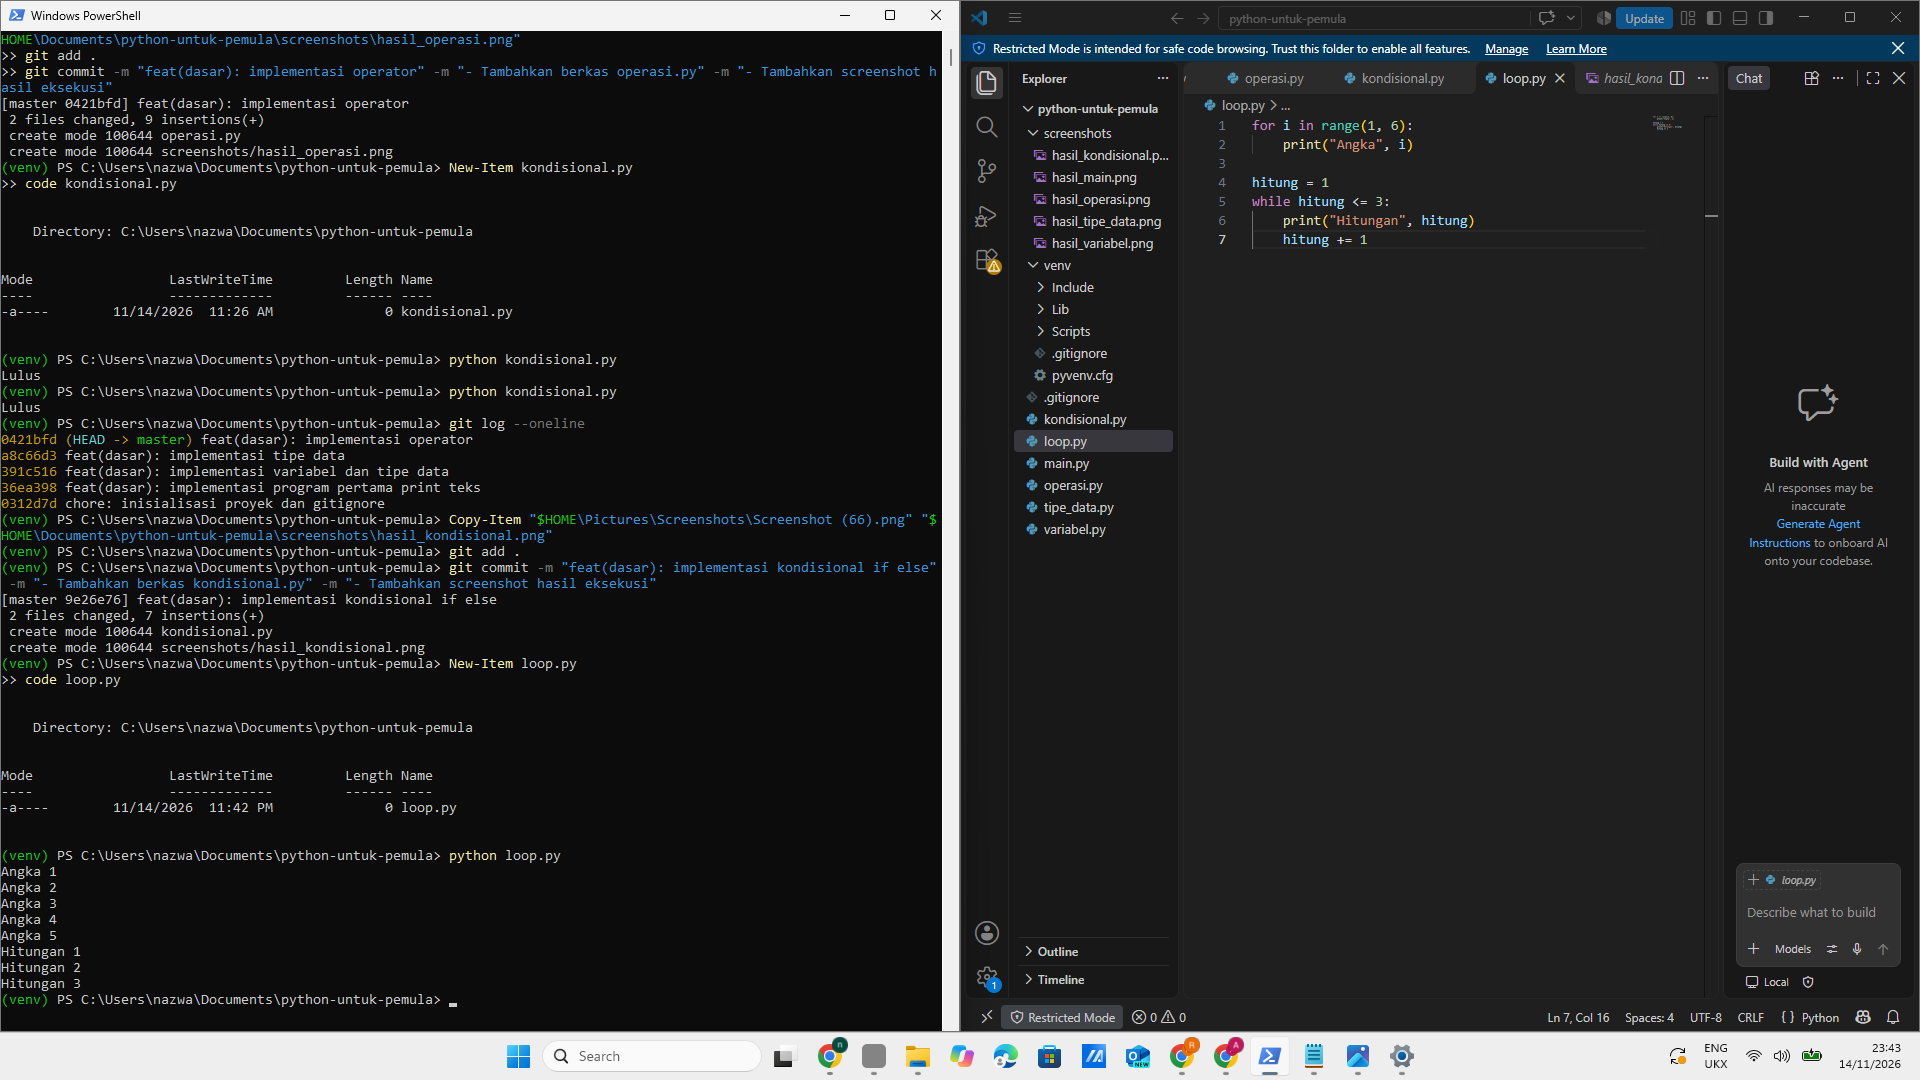 Windows PowerShell
HOME\Documents\python-untuk-pemula\screenshots\hasil_operasi.png"
>> git add .
>> git commit -m "feat(dasar): implementasi operator" -m "- Tambahkan berkas operasi.py" -m "- Tambahkan screenshot h
asil eksekusi"
[master 0421bfd] feat(dasar): implementasi operator
 2 files changed, 9 insertions(+)
 create mode 100644 operasi.py
 create mode 100644 screenshots/hasil_operasi.png
(venv) PS C:\Users\nazwa\Documents\python-untuk-pemula> New-Item kondisional.py
>> code kondisional.py
    Directory: C:\Users\nazwa\Documents\python-untuk-pemula
Mode                 LastWriteTime         Length Name
----                 -------------         ------ ----
-a----        11/14/2026  11:26 AM              0 kondisional.py
(venv) PS C:\Users\nazwa\Documents\python-untuk-pemula> python kondisional.py
Lulus
(venv) PS C:\Users\nazwa\Documents\python-untuk-pemula> python kondisional.py
Lulus
(venv) PS C:\Users\nazwa\Documents\python-untuk-pemula> git log --oneline
0421bfd (HEAD -> master) feat(dasar): implementasi operator
a8c66d3 feat(dasar): implementasi tipe data
391c516 feat(dasar): implementasi variabel dan tipe data
36ea398 feat(dasar): implementasi program pertama print teks
0312d7d chore: inisialisasi proyek dan gitignore
(venv) PS C:\Users\nazwa\Documents\python-untuk-pemula> Copy-Item "$HOME\Pictures\Screenshots\Screenshot (66).png" "$
HOME\Documents\python-untuk-pemula\screenshots\hasil_kondisional.png"
(venv) PS C:\Users\nazwa\Documents\python-untuk-pemula> git add .
(venv) PS C:\Users\nazwa\Documents\python-untuk-pemula> git commit -m "feat(dasar): implementasi kondisional if else"
 -m "- Tambahkan berkas kondisional.py" -m "- Tambahkan screenshot hasil eksekusi"
[master 9e26e76] feat(dasar): implementasi kondisional if else
 2 files changed, 7 insertions(+)
 create mode 100644 kondisional.py
 create mode 100644 screenshots/hasil_kondisional.png
(venv) PS C:\Users\nazwa\Documents\python-untuk-pemula> New-Item loop.py
>> code loop.py
    Directory: C:\Users\nazwa\Documents\python-untuk-pemula
Mode                 LastWriteTime         Length Name
----                 -------------         ------ ----
-a----        11/14/2026  11:42 PM              0 loop.py
(venv) PS C:\Users\nazwa\Documents\python-untuk-pemula> python loop.py
Angka 1
Angka 2
Angka 3
Angka 4
Angka 5
Hitungan 1
Hitungan 2
Hitungan 3
(venv) PS C:\Users\nazwa\Documents\python-untuk-pemula>
python-untuk-pemula
Update
Restricted Mode is intended for safe code browsing. Trust this folder to enable all features. Manage Learn More
Explorer
python-untuk-pemula
screenshots
hasil_kondisional.p...
hasil_main.png
hasil_operasi.png
hasil_tipe_data.png
hasil_variabel.png
venv
Include
Lib
Scripts
.gitignore
pyvenv.cfg
.gitignore
kondisional.py
loop.py
main.py
operasi.py
tipe_data.py
variabel.py
Outline
Timeline
operasi.py kondisional.py loop.py hasil_kond
loop.py > ...
1 for i in range(1, 6):
2     print("Angka", i)
3
4 hitung = 1
5 while hitung <= 3:
6     print("Hitungan", hitung)
7     hitung += 1
Chat
Build with Agent
AI responses may be
inaccurate
Generate Agent
Instructions to onboard AI
onto your codebase.
loop.py
Describe what to build
Models
Local
Restricted Mode 0 0
Ln 7, Col 16 Spaces: 4 UTF-8 CRLF { } Python
1
Search
n
NEW
R
A
ENG
UKX
23:43
14/11/2026